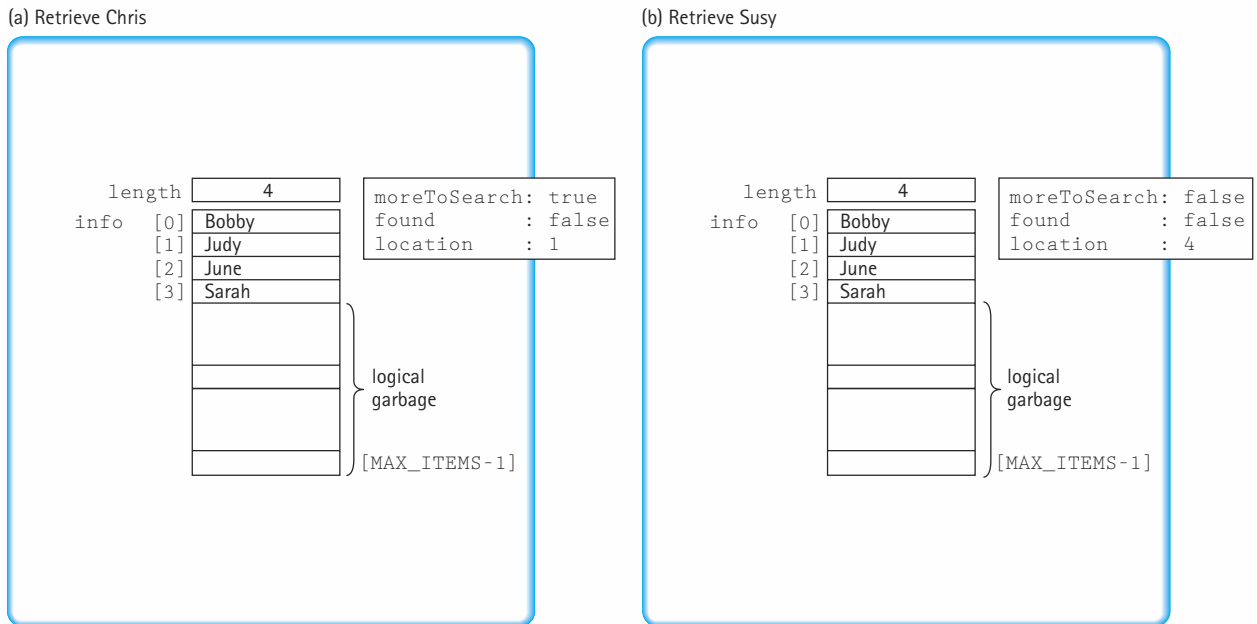 (a) Retrieve Chris
length 4
info [0] Bobby
[1] Judy
[2] June
[3] Sarah
logical
garbage
[MAX_ITEMS-1]
moreToSearch: true
found : false
location : 1
(b) Retrieve Susy
length 4
info [0] Bobby
[1] Judy
[2] June
[3] Sarah
logical
garbage
[MAX_ITEMS-1]
moreToSearch: false
found : false
location : 4